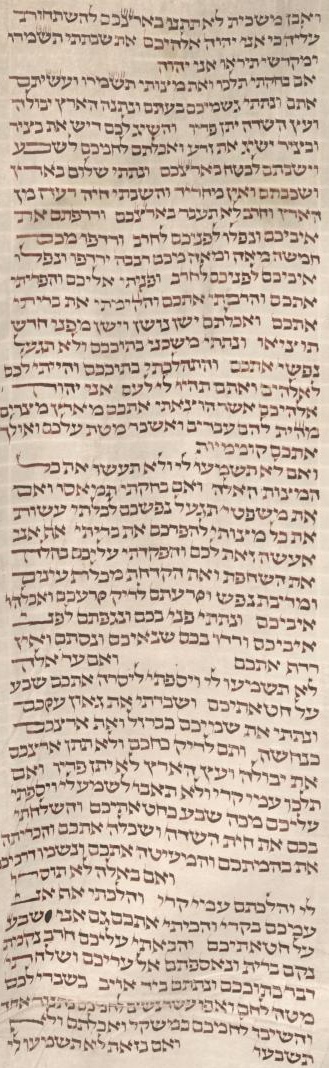 ואבן משכית לא תתנו בארצכם להשתחות
עליה כי אני יהוה אלהיכם את שבתתי תשמרו
ומקדשי תיראו אני יהוה
אם בחקתי תלכו ואת מצותי תשמרו ועשיתם
אתם ונתתי גשמיכם בעתם ונתנה הארץ יבולה
ועץ השדה יתן פריו והשיג לכם דיש את בציר
ובציר ישיג את זרע ואכלתם לחמכם לשבע
וישבתם לבטח בארצכם ונתתי שלום בארץ
ושכבתם ואין מחריד והשבתי חיה רעה מן
הארץ וחרב לא תעבר בארצכם ורדפתם את
איביכם ונפלו לפניכם לחרב ורדפו מכם
חמשה מאה ומאה מכם רבבה ירדפו ונפלו
איביכם לפניכם לחרב ופניתי אליכם והפריתי
אתכם והרביתי אתכם והקימתי את בריתי
אתכם ואכלתם ישן נושן וישן מפני חדש
תוציאו ונתתי משכני בתוככם ולא תגעל
נפשי אתכם והתהלכתי בתוככם והייתי לכם
לאלהים ואתם תהיו לי לעם אני יהוה
אלהיכם אשר הוצאתי אתכם מארץ מצרים
מהית להם עבדים ואשבר מטת עלכם ואולך
אתכם קוממיות
ואם לא תשמעו לי ולא תעשו את כל
המצות האלה ואם בחקתי תמאסו ואם
את משפטי תגעל נפשכם לבלתי עשות
את כל מצותי להפרכם את בריתי אף אני
אעשה זאת לכם והפקדתי עליכם בהלה
את השחפת ואת הקדחת מכלות עינים
ומדיבת נפש וזרעתם לריק זרעכם ואכלהו
איביכם ונתתי פני בכם ונגפתם לפני
איביכם ורדו בכם שנאיכם ונסתם ואין
רדף אתכם ואם עד אלה
לא תשמעו לי ויספתי ליסרה אתכם שבע
על חטאתיכם ושברתי את גאון עזכם
ונתתי את שמיכם כברזל ואת ארצכם
כנחשה ותם לריק כחכם ולא תתן ארצכם
את יבולה ועץ הארץ לא יתן פריו ואם
תלכו עמי קרי ולא תאבו לשמע לי ויספתי
עליכם מכה שבע כחטאתיכם והשלחתי
בכם את חית השדה ושכלה אתכם והכריתה
את בהמתכם והמעיטה אתכם ונשמו דרכיכם
ואם באלה לא תוסרו
לי והלכתם עמי קרי והלכתי אף אני
עמכם בקרי והכיתי אתכם גם אני שבע
על חטאתיכם והבאתי עליכם חרב נקמת
נקם ברית ונאספתם אל עריכם ושלחתי
דבר בתוככם ונתתם ביד אויב בשברי לכם
מטה לחם ואפו עשר נשים לחמכם בתנור אחד
והשיבו לחמכם במשקל ואכלתם ולא
תשבעו ואם בזאת לא תשמעו לי